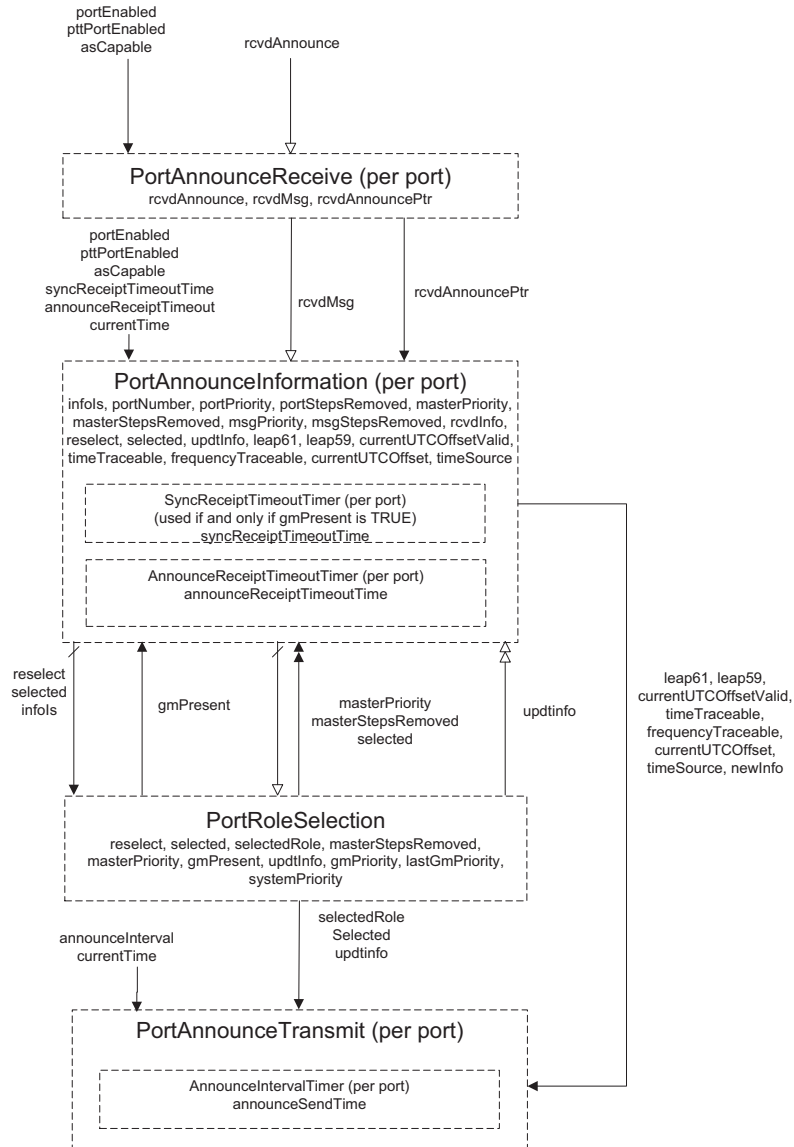 portEnabled
pttPortEnabled
asCapable
rcvdAnnounce
PortAnnounceReceive (per port)
rcvdAnnounce, rcvdMsg, rcvdAnnouncePtr
portEnabled
pttPortEnabled
asCapable
syncReceiptTimeoutTime
announceReceiptTimeout
currentTime
rcvdMsg
rcvdAnnouncePtr
PortAnnounceInformation (per port)
infoIs, portNumber, portPriority, portStepsRemoved, masterPriority,
masterStepsRemoved, msgPriority, msgStepsRemoved, rcvdInfo,
reselect, selected, updtInfo, leap61, leap59, currentUTCOffsetValid,
timeTraceable, frequencyTraceable, currentUTCOffset, timeSource
SyncReceiptTimeoutTimer (per port)
(used if and only if gmPresent is TRUE)
syncReceiptTimeoutTime
AnnounceReceiptTimeoutTimer (per port)
announceReceiptTimeoutTime
reselect
selected
infoIs
gmPresent
masterPriority
masterStepsRemoved
selected
updtinfo
leap61, leap59,
currentUTCOffsetValid,
timeTraceable,
frequencyTraceable,
currentUTCOffset,
timeSource, newInfo
PortRoleSelection
reselect, selected, selectedRole, masterStepsRemoved,
masterPriority, gmPresent, updtInfo, gmPriority, lastGmPriority,
systemPriority
announceInterval
currentTime
selectedRole
Selected
updtinfo
PortAnnounceTransmit (per port)
AnnounceIntervalTimer (per port)
announceSendTime